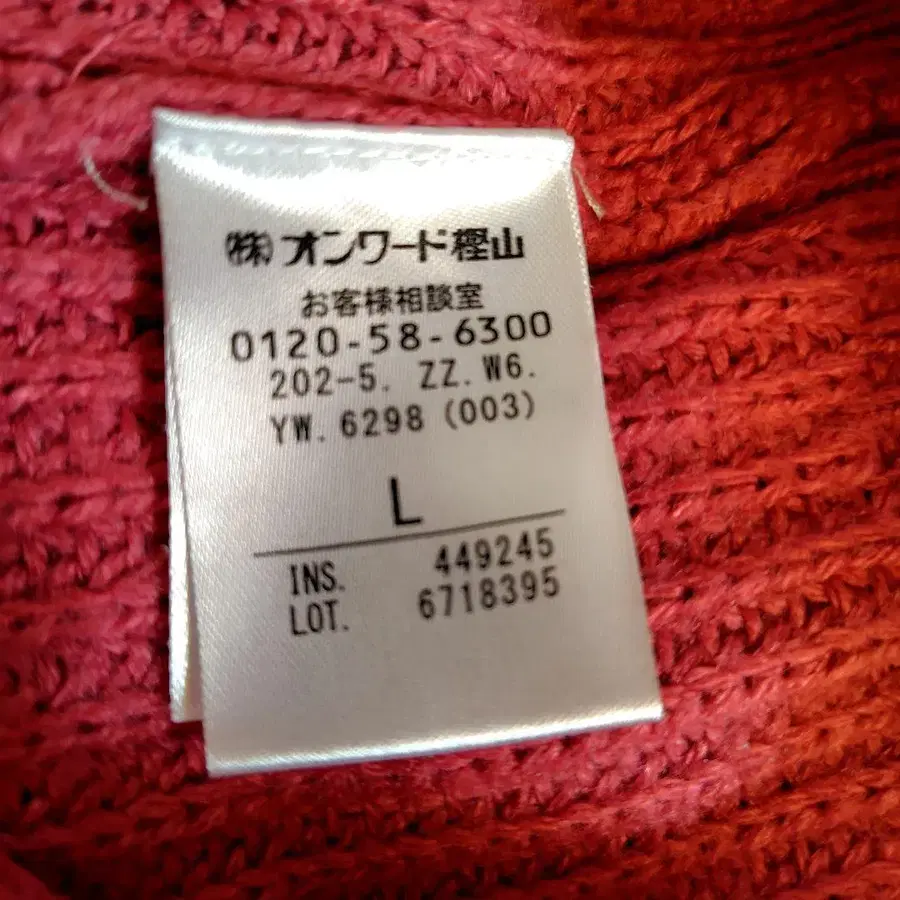 ㈱オンワード樫山
お客様相談室
0120-58-6300
202-5. ZZ. W6.
YW. 6298 (003)
L
INS. 449245
LOT. 6718395